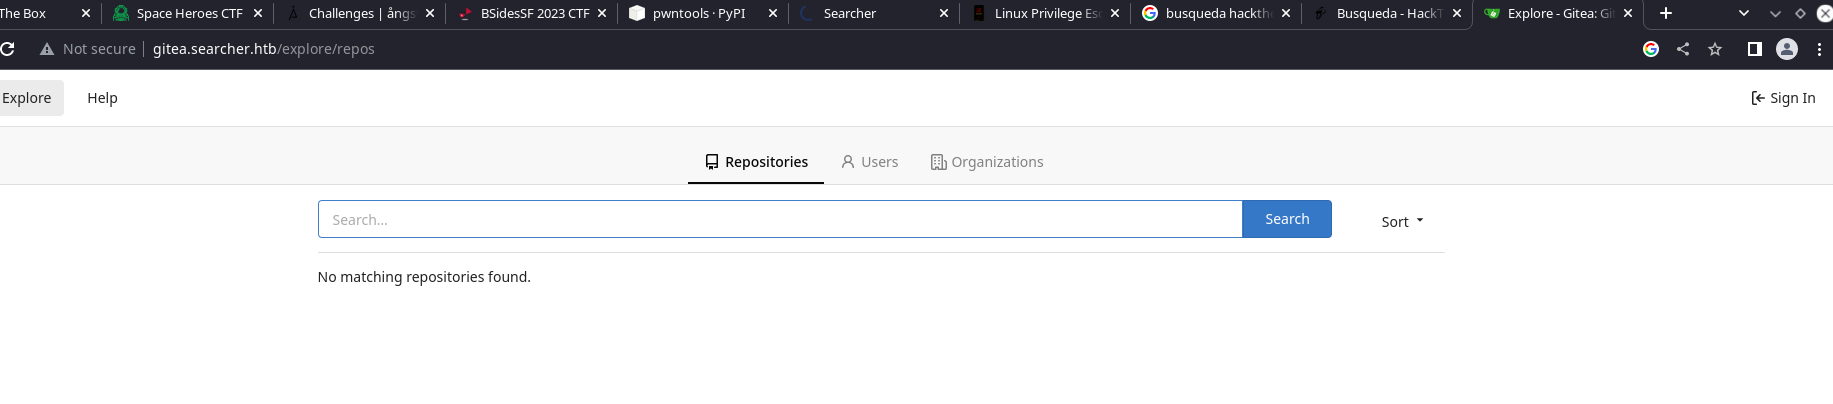 The Box Space Heroes CTF Challenges | ångs BSidesSF 2023 CTF pwntools · PyPI Searcher Linux Privilege Esc busqueda hackthe Busqueda - HackT Explore - Gitea: Git
Not secure gitea.searcher.htb/explore/repos
Explore Help Sign In
Repositories Users Organizations
Search... Search Sort
No matching repositories found.